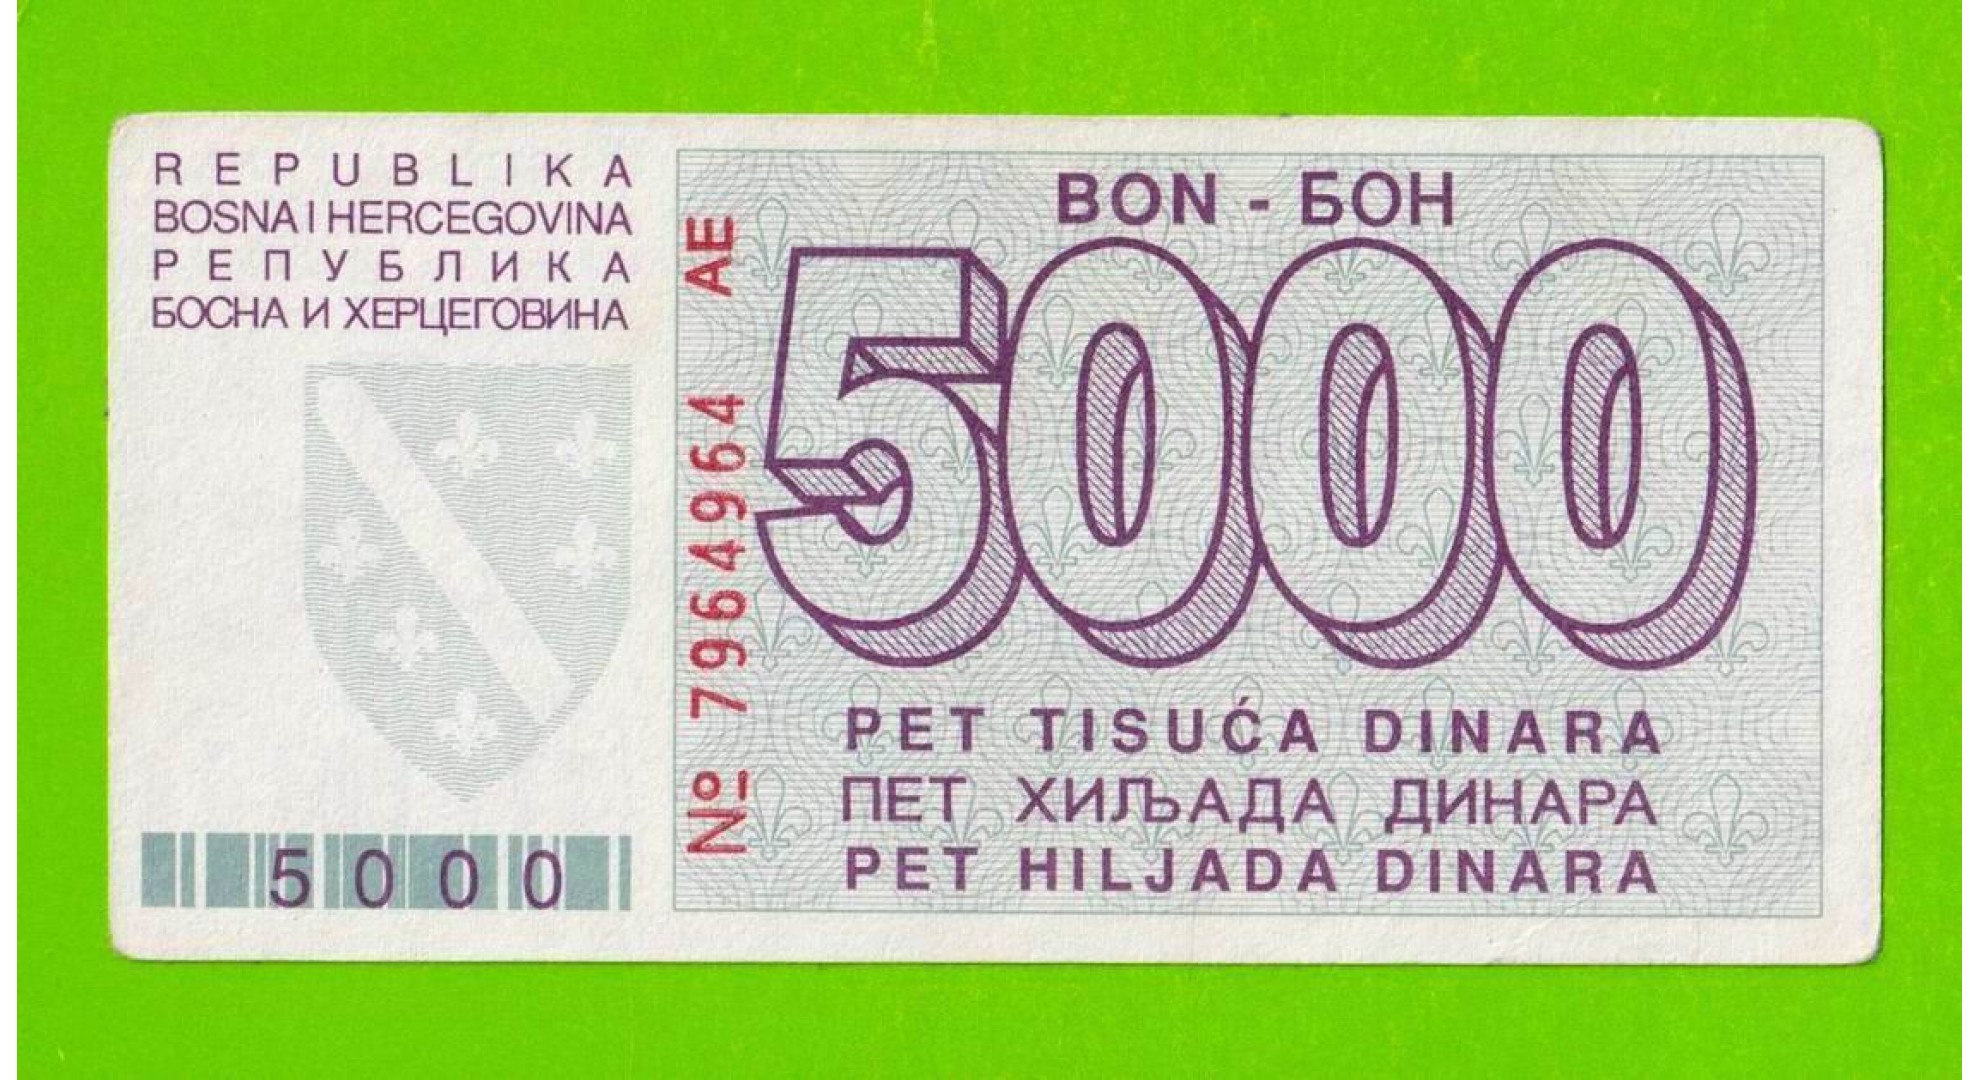 REPUBLIKA
BOSNA I HERCEGOVINA
РЕПУБЛИКА
БОСНА И ХЕРЦЕГОВИНА
5000
№ 7964964 AE
BON - БОН
5000
PET TISUĆA DINARA
ПЕТ ХИЉАДА ДИНАРА
PET HILJADA DINARA